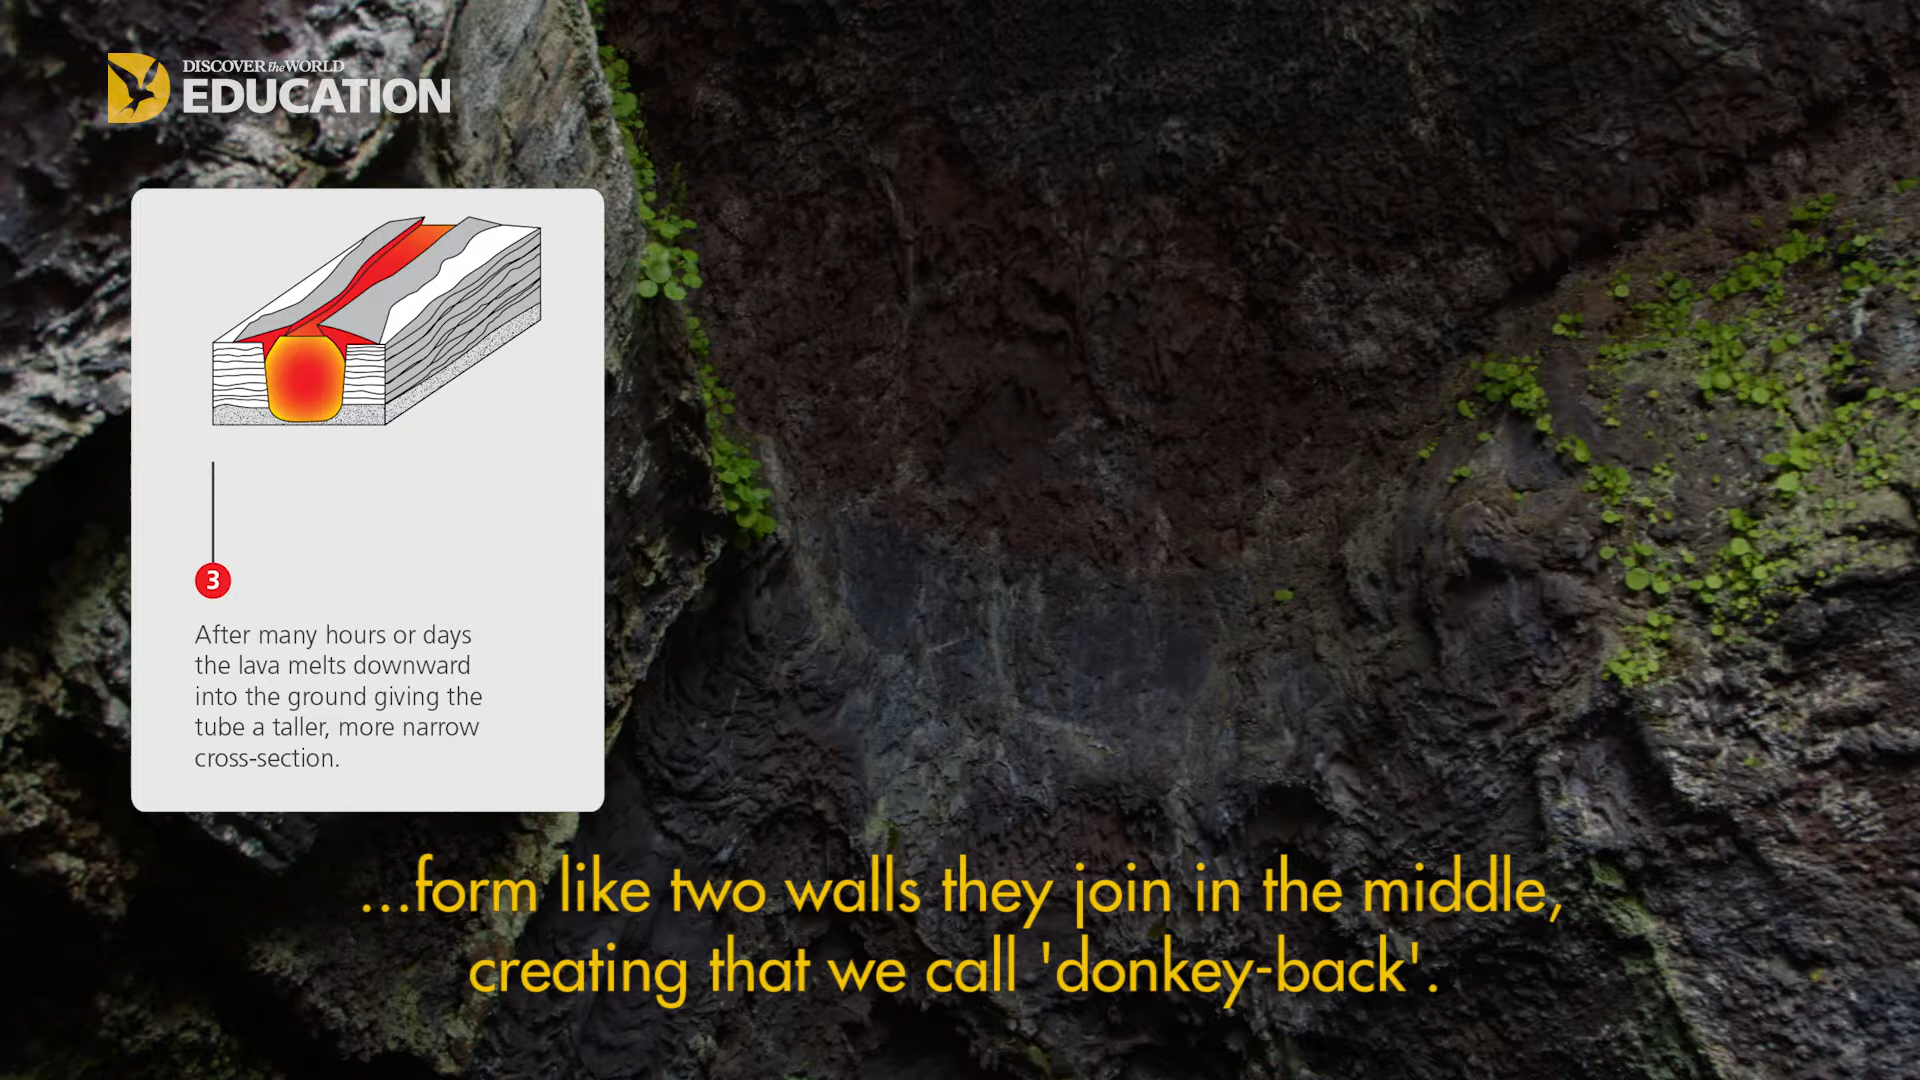 DISCOVER the WORLD
EDUCATION
3
After many hours or days
the lava melts downward
into the ground giving the
tube a taller, more narrow
cross-section.
...form like two walls they join in the middle,
creating that we call 'donkey-back'.